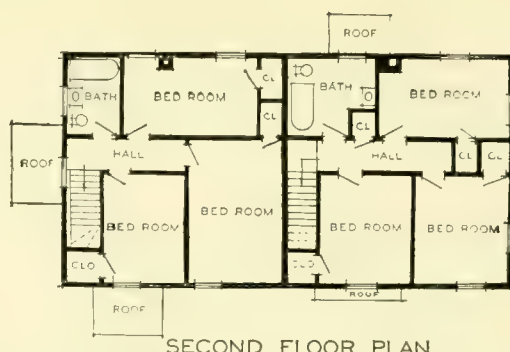 ROOF
BATH
BED ROOM
CL
BATH
BED ROOM
CL
CL
ROOF
HALL
HALL
CL
CL
BED ROOM
BED ROOM
BED ROOM
BED ROOM
CLO
CLO
ROOF
ROOF
SECOND FLOOR PLAN